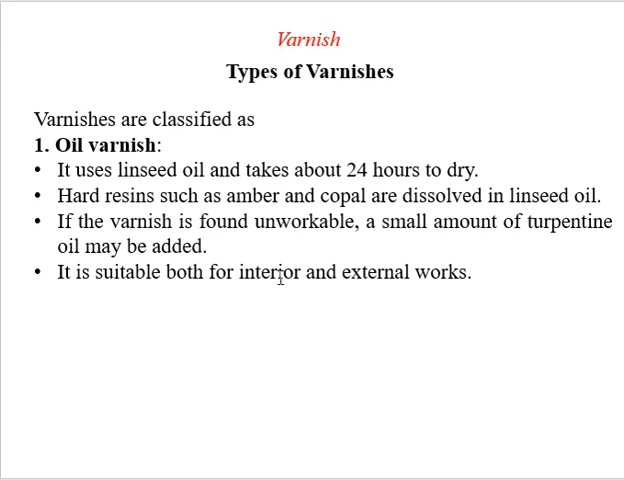 Varnish
Types of Varnishes
Varnishes are classified as
1. Oil varnish:
• It uses linseed oil and takes about 24 hours to dry.
• Hard resins such as amber and copal are dissolved in linseed oil.
• If the varnish is found unworkable, a small amount of turpentine
oil may be added.
• It is suitable both for interior and external works.